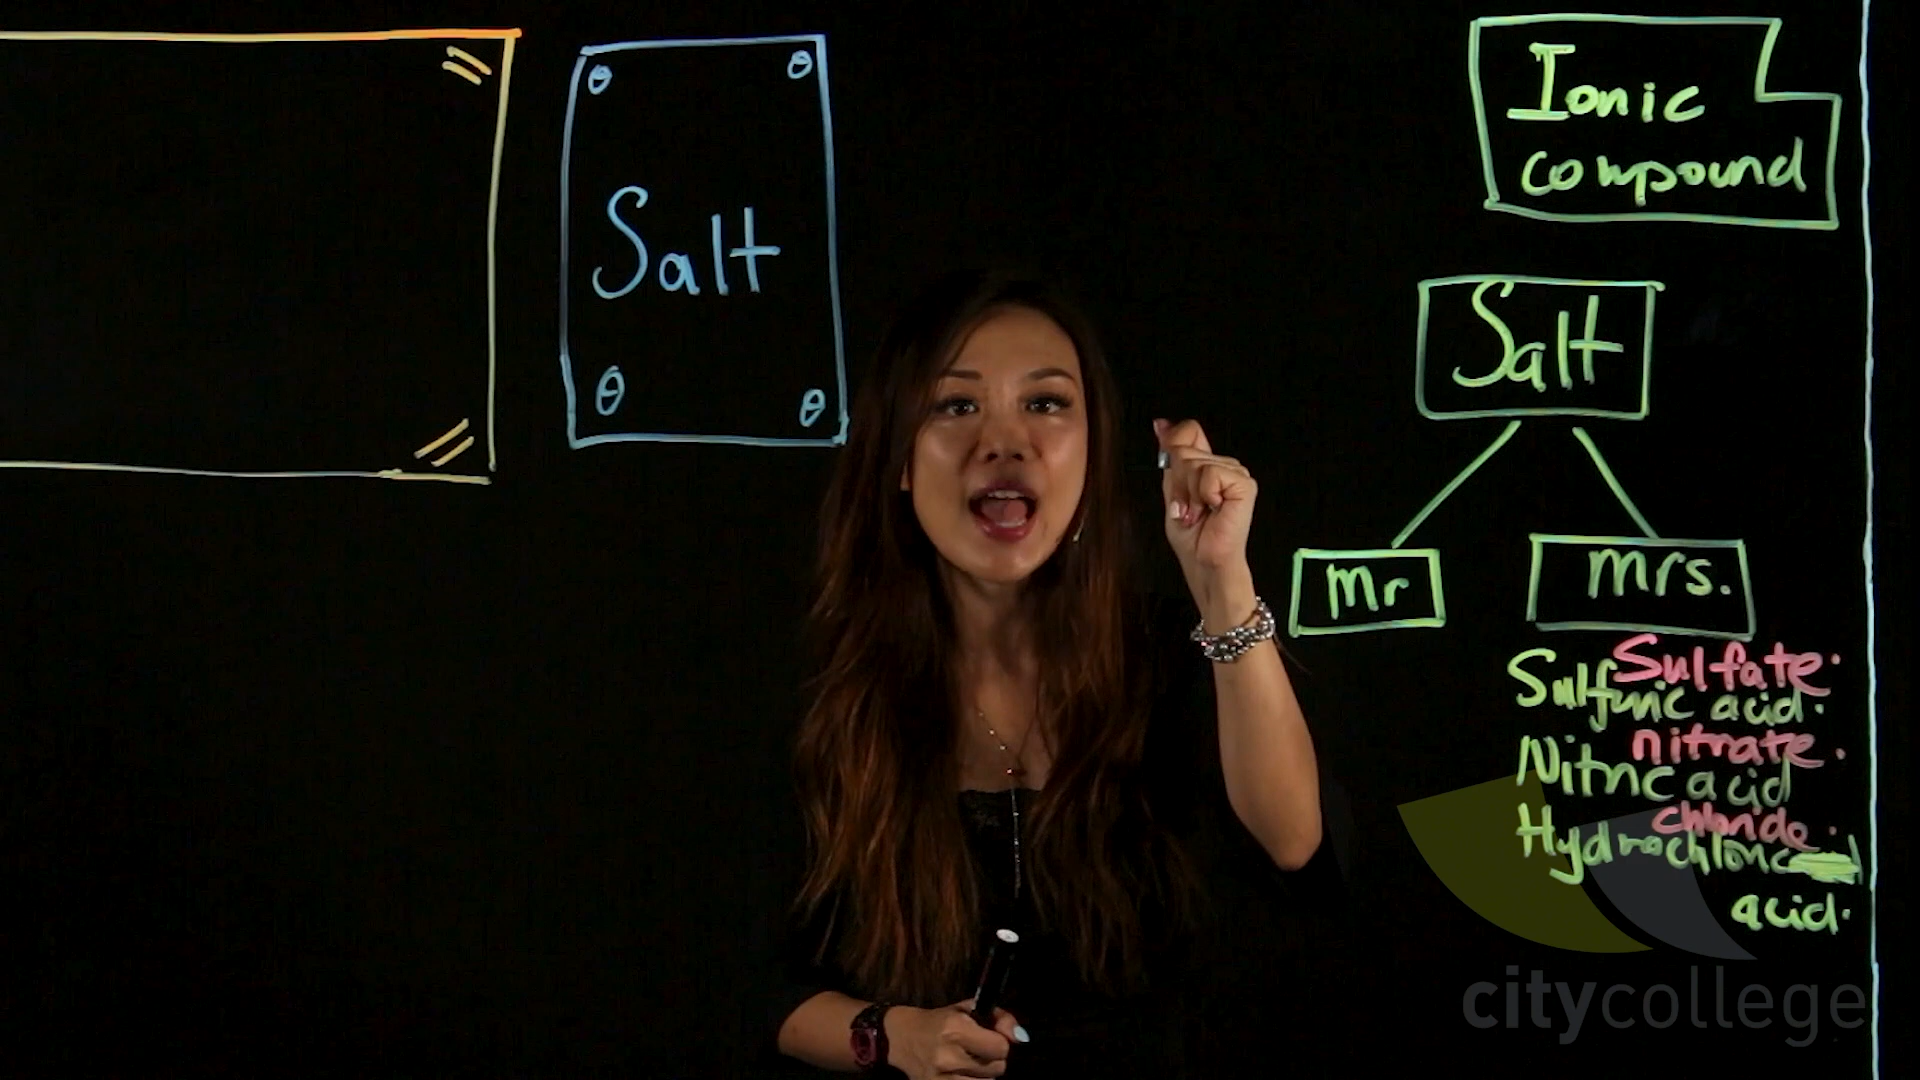 Salt
Ionic
compound
Salt
Mr
Mrs.
Sulfate.
Sulfuric acid.
nitrate.
Nitric acid
chloride.
Hydrochloric
acid.
citycollege